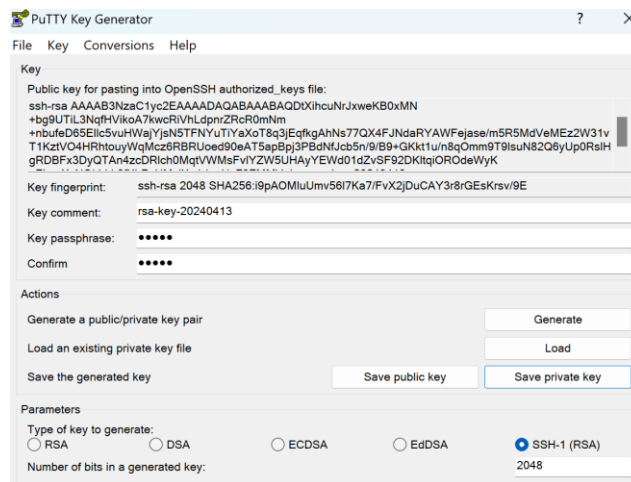 PuTTY Key Generator
File Key Conversions Help
Key
Public key for pasting into OpenSSH authorized_keys file:
ssh-rsa AAAAB3NzaC1yc2EAAAADAQABAAABAQDtXihcuNrJxweKB0xMN
+bg9UTiL3NqfHVikoA7kwcRiVhLdpnrZRcR0mNm
+nbufeD65Ellc5vuHWajYjsN5TFNYuTiYaXoT8q3jEqfkgAhNs77QX4FJNdaRYAWFejase/m5R5MdVeMEz2W31v
T1KztVO4HRhtouyWqMcz6RBRUoed90eAT5apBpj3PBdNfJcb5n/9/B9+GKkt1u/n8qOmm9T9lsuN82Q6yUp0RslH
gRDBFx3DyQTAn4zcDRlch0MqtVWMsFvlYZW5UHAyYEWd01dZvSF92DKltqiOROdeWyK
Key fingerprint: ssh-rsa 2048 SHA256:i9pAOMluUmv56l7Ka7/FvX2jDuCAY3r8rGEsKrsv/9E
Key comment: rsa-key-20240413
Key passphrase: •••••
Confirm •••••
Actions
Generate a public/private key pair Generate
Load an existing private key file Load
Save the generated key Save public key Save private key
Parameters
Type of key to generate:
RSA DSA ECDSA EdDSA SSH-1 (RSA)
Number of bits in a generated key: 2048